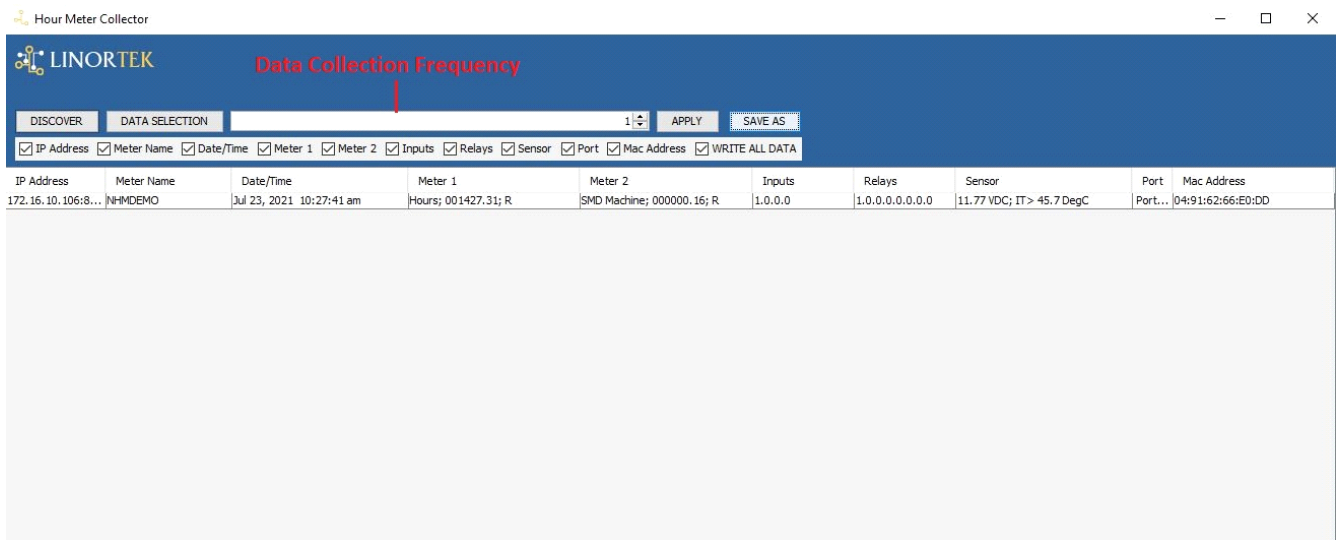 Hour Meter Collector
LINORTEK
Data Collection Frequency
DISCOVER DATA SELECTION 1 APPLY SAVE AS
IP Address Meter Name Date/Time Meter 1 Meter 2 Inputs Relays Sensor Port Mac Address WRITE ALL DATA
IP Address Meter Name Date/Time Meter 1 Meter 2 Inputs Relays Sensor Port Mac Address
172.16.10.106:8... NHMDEMO Jul 23, 2021 10:27:41 am Hours; 001427.31; R SMD Machine; 000000.16; R 1.0.0.0 1.0.0.0.0.0.0.0 11.77 VDC; IT> 45.7 DegC Port... 04:91:62:66:E0:DD